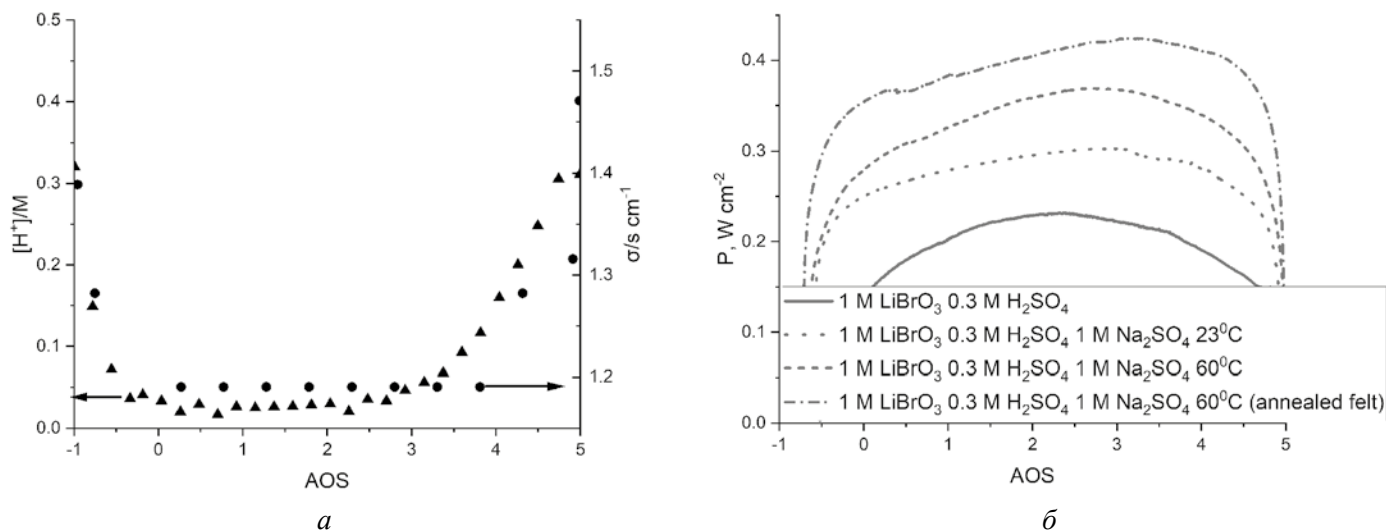 0.5
0.4
0.3
0.2
0.1
0.0
[H⁺]/M
-1 0 1 2 3 4 5
AOS
1.5
1.4
1.3
1.2
σ/s cm⁻¹
а
0.4
0.3
0.2
0.1
0.0
P, W cm⁻²
1 M LiBrO₃ 0.3 M H₂SO₄
1 M LiBrO₃ 0.3 M H₂SO₄ 1 M Na₂SO₄ 23⁰C
1 M LiBrO₃ 0.3 M H₂SO₄ 1 M Na₂SO₄ 60⁰C
1 M LiBrO₃ 0.3 M H₂SO₄ 1 M Na₂SO₄ 60⁰C (annealed felt)
-1 0 1 2 3 4 5
AOS
б